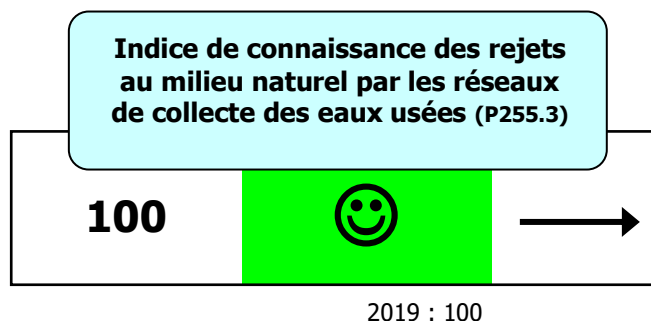 Indice de connaissance des rejets
au milieu naturel par les réseaux
de collecte des eaux usées (P255.3)
100
2019 : 100